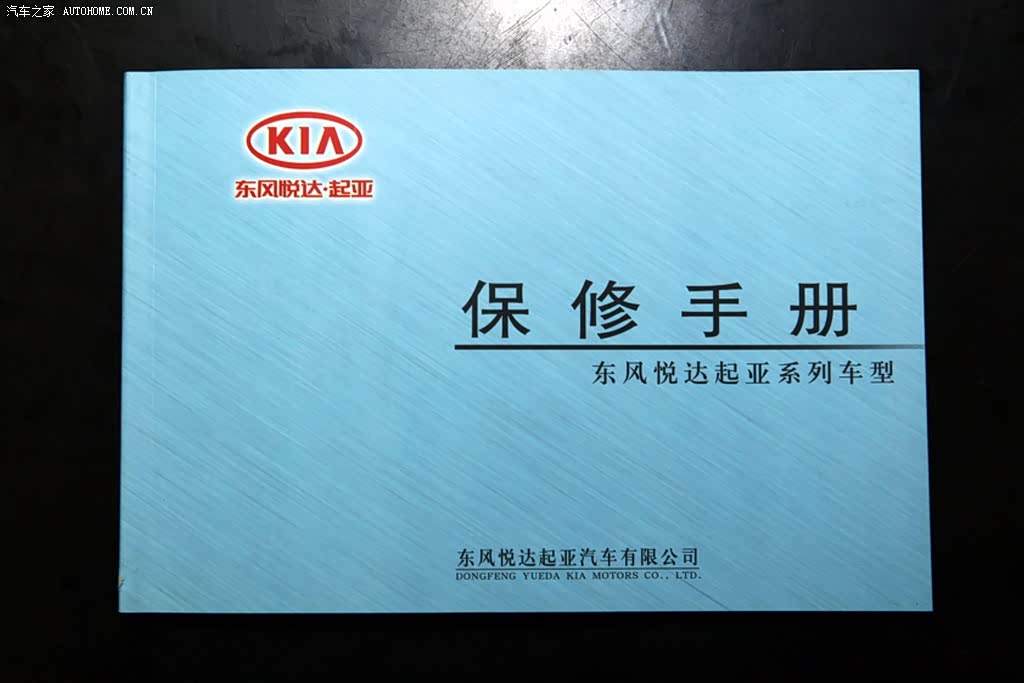 汽车之家 AUTOHOME.COM.CN
KIA
东风悦达·起亚
保修手册
东风悦达起亚系列车型
东风悦达起亚汽车有限公司
DONGFENG YUEDA KIA MOTORS CO., LTD.